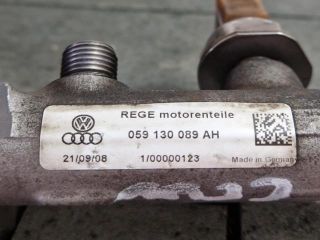 REGE motorenteile
059 130 089 AH
21/09/08 1/00000123
Made in Germany